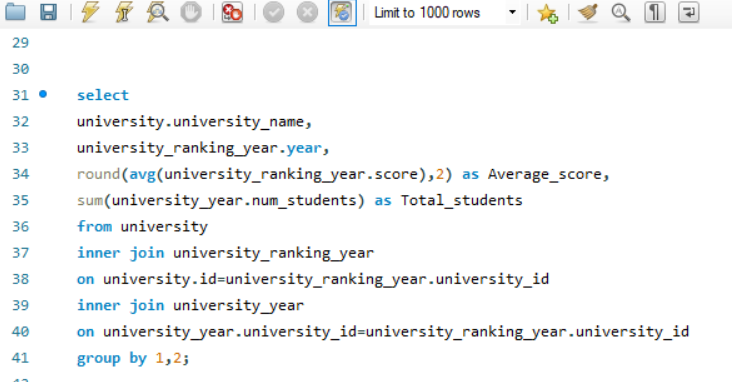 Limit to 1000 rows
29
30
31 select
32 university.university_name,
33 university_ranking_year.year,
34 round(avg(university_ranking_year.score),2) as Average_score,
35 sum(university_year.num_students) as Total_students
36 from university
37 inner join university_ranking_year
38 on university.id=university_ranking_year.university_id
39 inner join university_year
40 on university_year.university_id=university_ranking_year.university_id
41 group by 1,2;